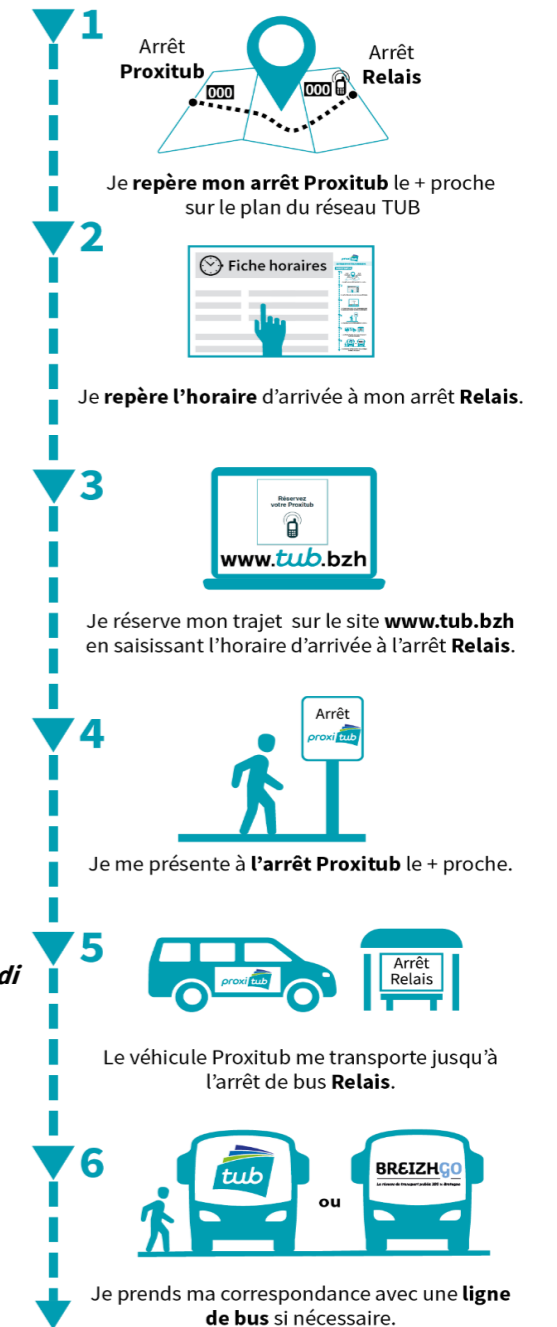 1
Arrêt
Proxitub
Arrêt
Relais
000
000
Je repère mon arrêt Proxitub le + proche
sur le plan du réseau TUB
2
Fiche horaires
Je repère l’horaire d’arrivée à mon arrêt Relais.
3
Réservez
votre Proxitub
www.tub.bzh
Je réserve mon trajet sur le site www.tub.bzh
en saisissant l’horaire d’arrivée à l’arrêt Relais.
4
Arrêt
proxitub
Je me présente à l’arrêt Proxitub le + proche.
di
5
proxitub
Arrêt
Relais
Le véhicule Proxitub me transporte jusqu’à
l’arrêt de bus Relais.
6
tub
ou
BREIZHGO
Je prends ma correspondance avec une ligne
de bus si nécessaire.